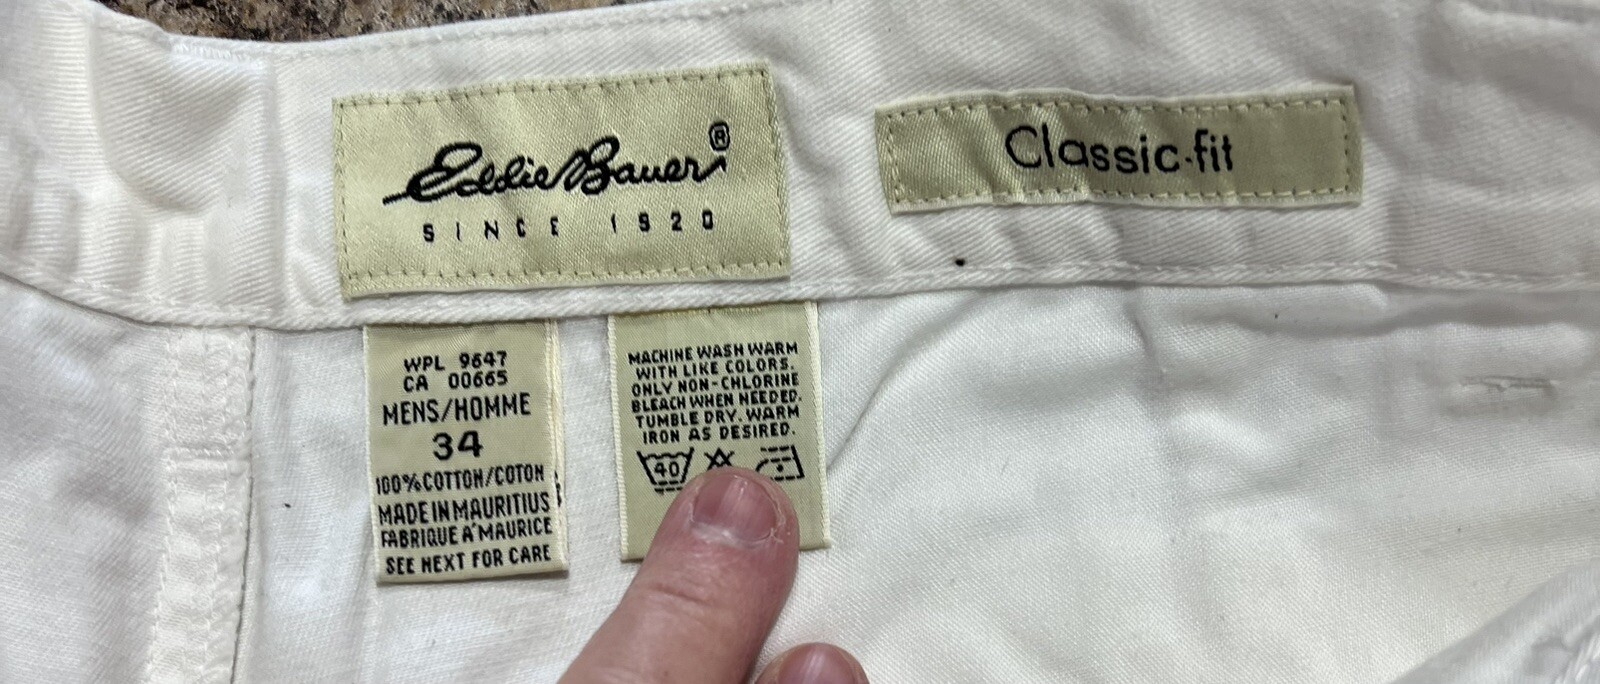 Eddie Bauer®
SINCE 1920
Classic·fit
WPL 9647
CA 00665
MENS/HOMME
34
100%COTTON/COTON
MADE IN MAURITIUS
FABRIQUE A'MAURICE
SEE NEXT FOR CARE
MACHINE WASH WARM
WITH LIKE COLORS.
ONLY NON-CHLORINE
BLEACH WHEN NEEDED.
TUMBLE DRY. WARM
IRON AS DESIRED.
40